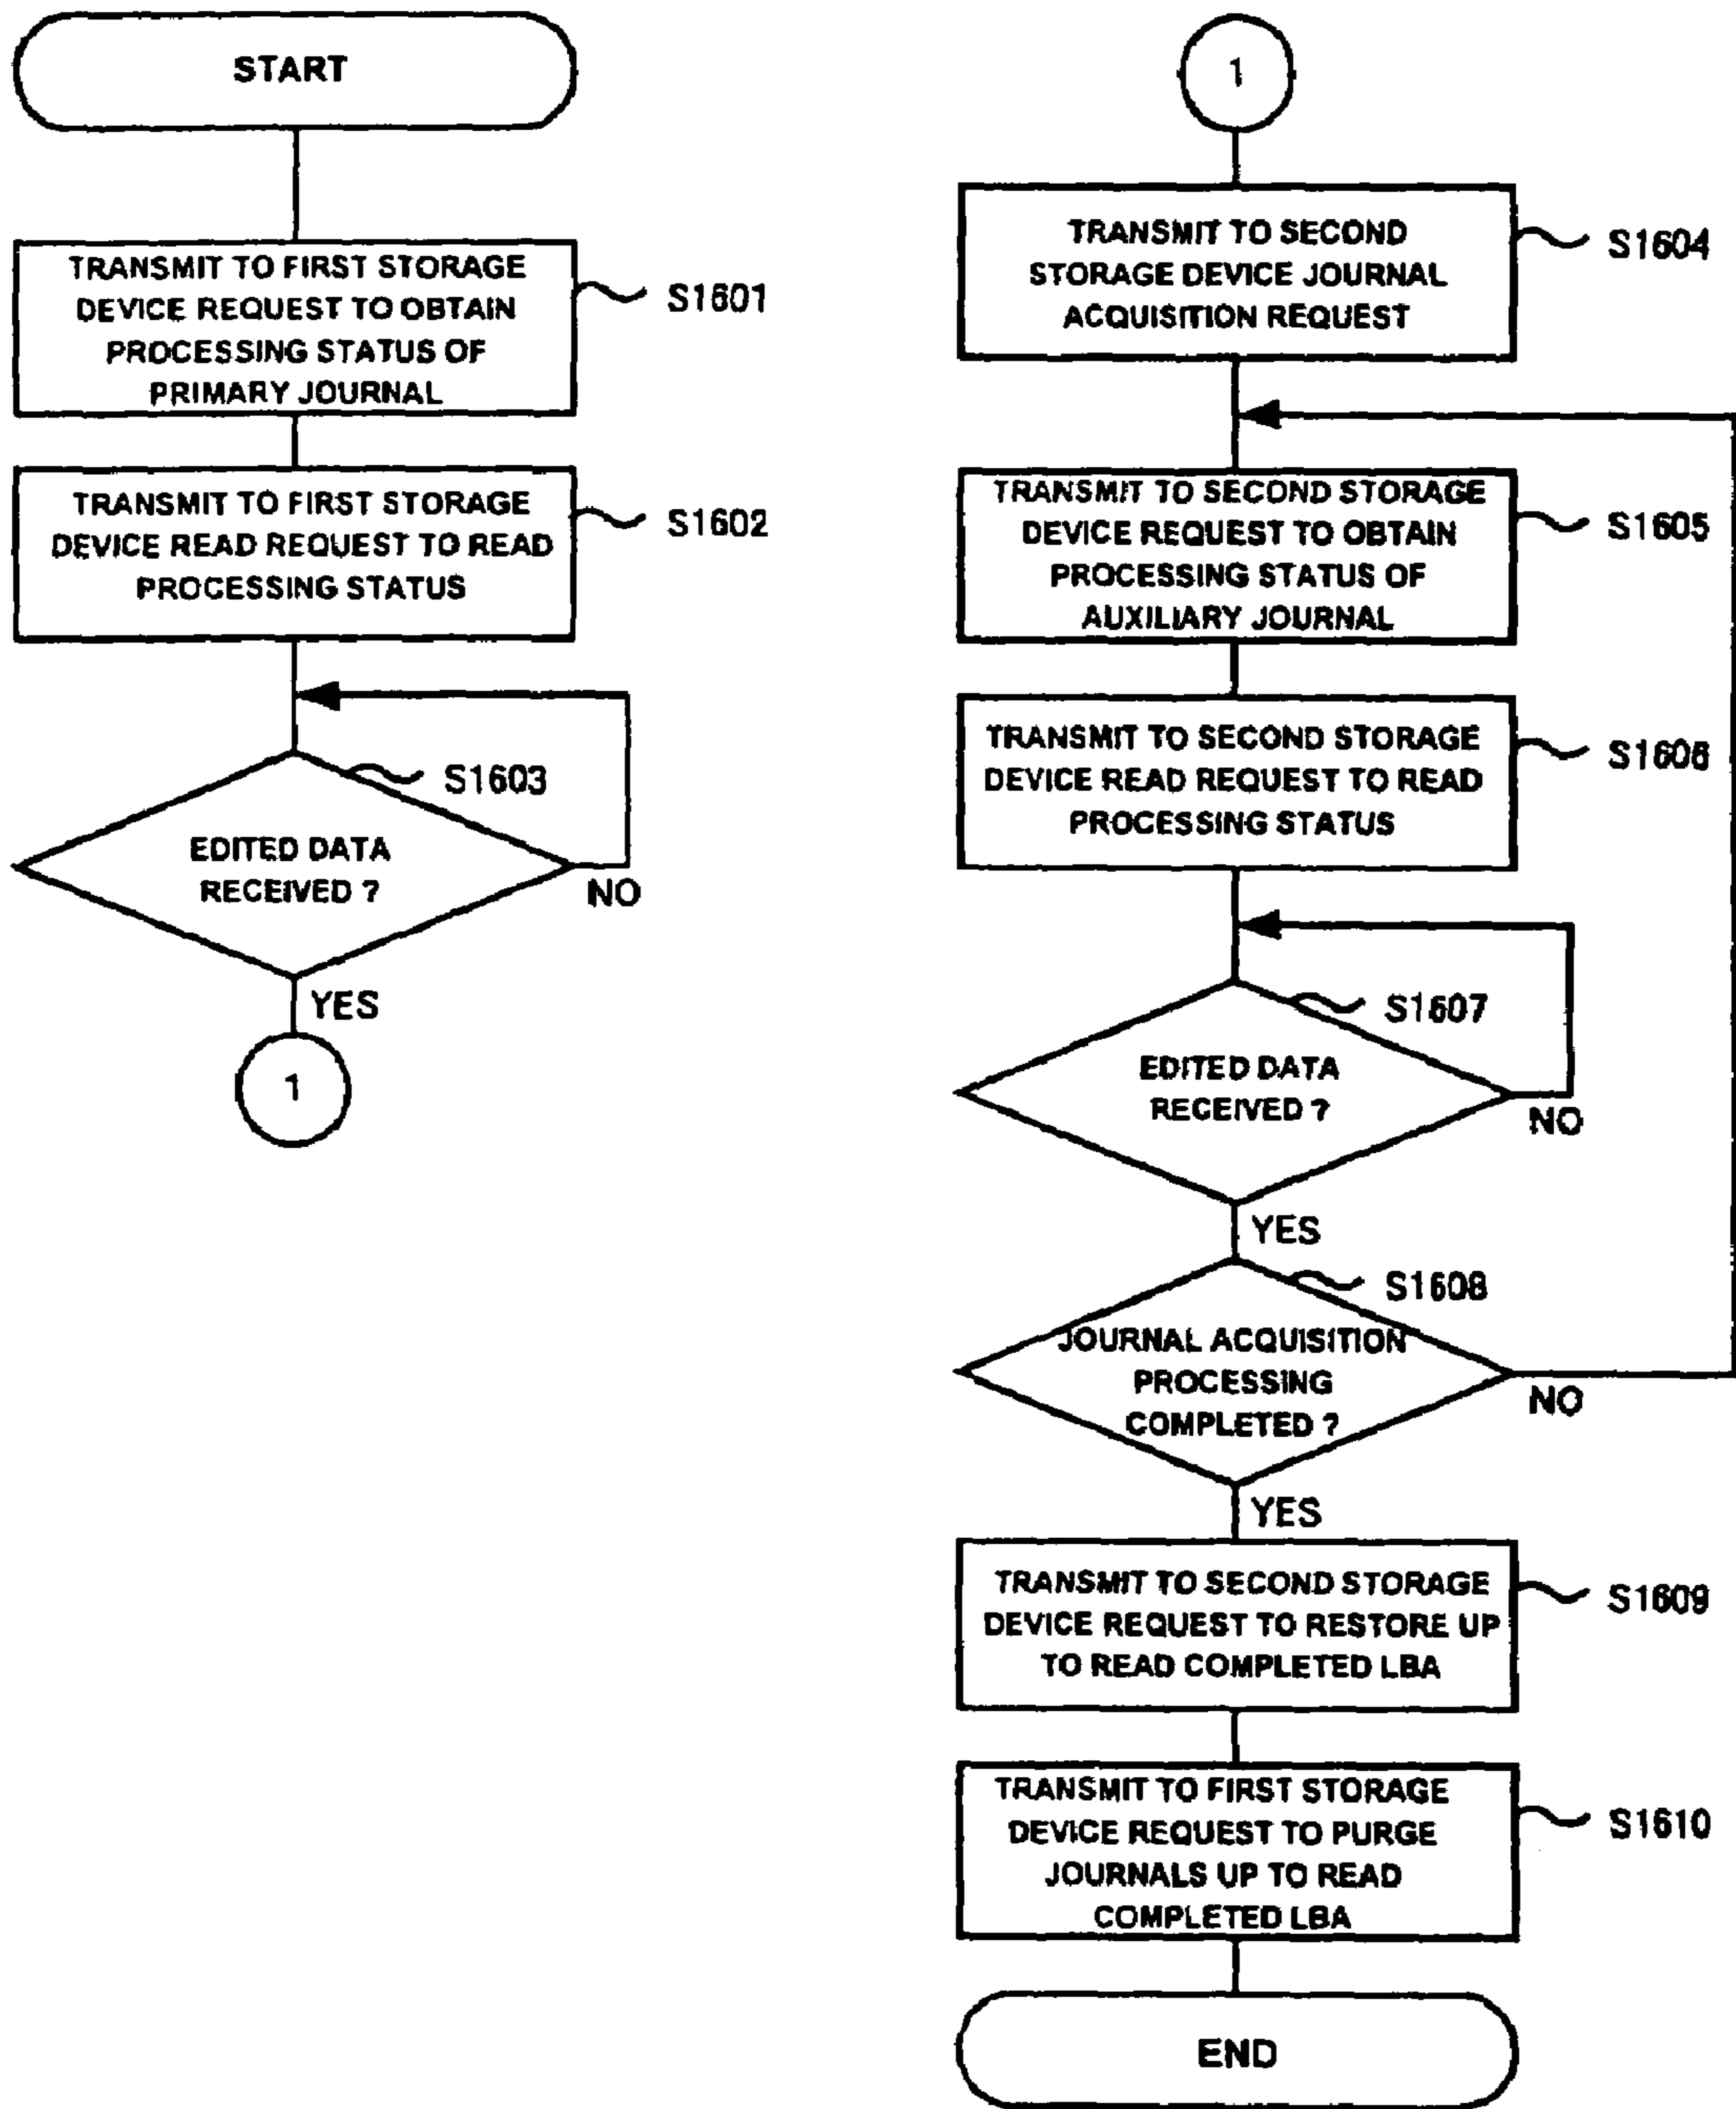 START
TRANSMIT TO FIRST STORAGE
DEVICE REQUEST TO OBTAIN
PROCESSING STATUS OF
PRIMARY JOURNAL
S1601
TRANSMIT TO FIRST STORAGE
DEVICE READ REQUEST TO READ
PROCESSING STATUS
S1602
S1603
EDITED DATA
RECEIVED ?
NO
YES
1
1
TRANSMIT TO SECOND
STORAGE DEVICE JOURNAL
ACQUISITION REQUEST
S1604
TRANSMIT TO SECOND STORAGE
DEVICE REQUEST TO OBTAIN
PROCESSING STATUS OF
AUXILIARY JOURNAL
S1605
TRANSMIT TO SECOND STORAGE
DEVICE READ REQUEST TO READ
PROCESSING STATUS
S1606
S1607
EDITED DATA
RECEIVED ?
NO
YES
S1608
JOURNAL ACQUISITION
PROCESSING
COMPLETED ?
NO
YES
TRANSMIT TO SECOND STORAGE
DEVICE REQUEST TO RESTORE UP
TO READ COMPLETED LBA
S1609
TRANSMIT TO FIRST STORAGE
DEVICE REQUEST TO PURGE
JOURNALS UP TO READ
COMPLETED LBA
S1610
END